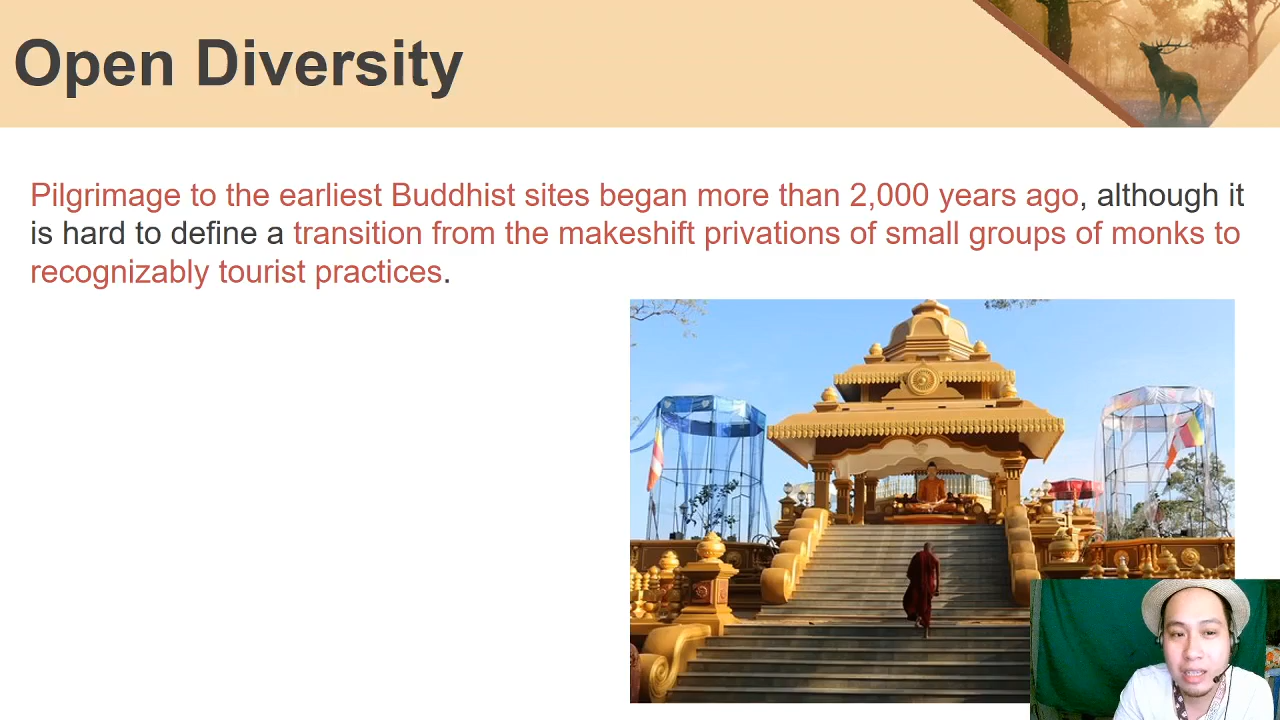 Open Diversity
Pilgrimage to the earliest Buddhist sites began more than 2,000 years ago, although it
is hard to define a transition from the makeshift privations of small groups of monks to
recognizably tourist practices.